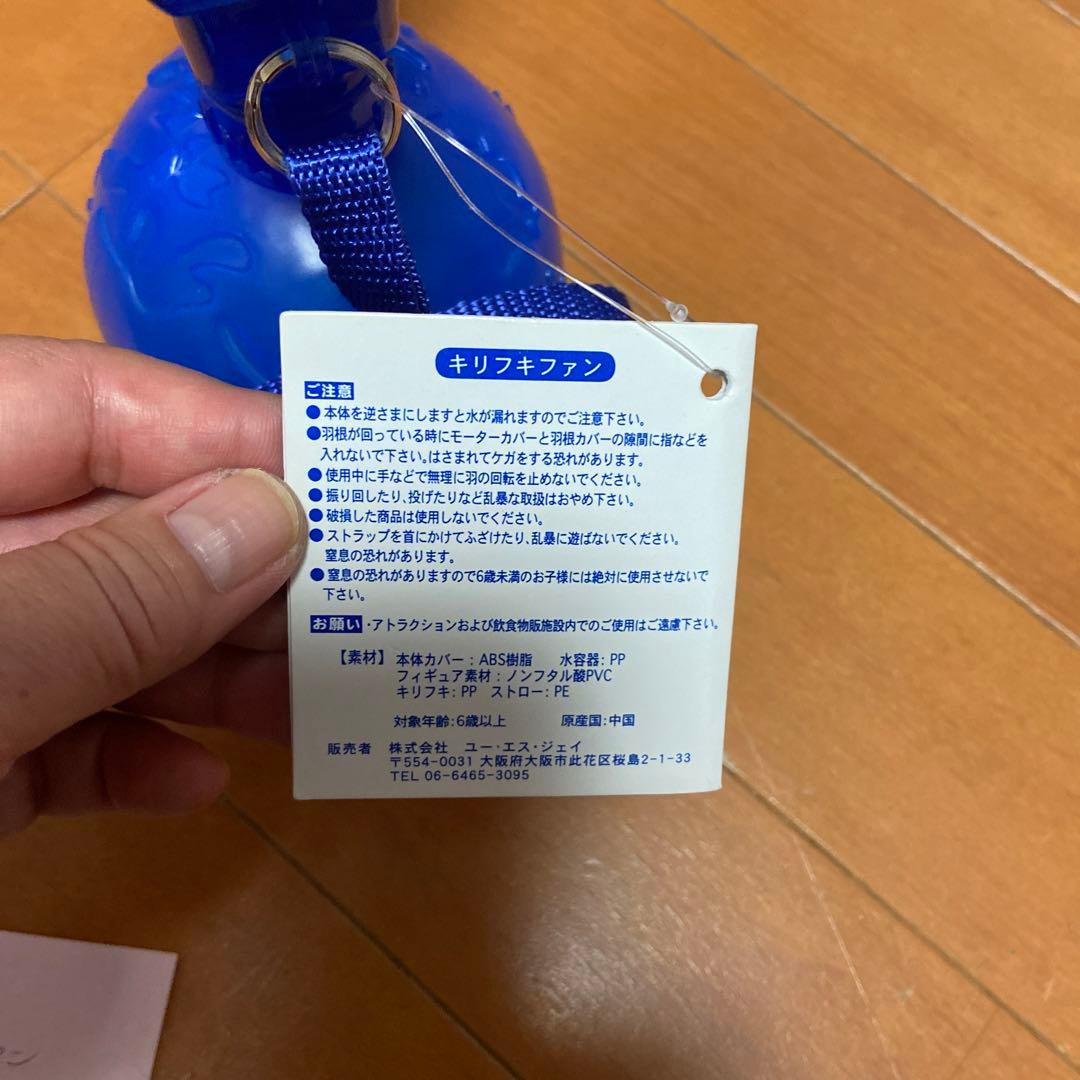 キリフキファン
ご注意
●本体を逆さまにしますと水が漏れますのでご注意下さい。
●羽根が回っている時にモーターカバーと羽根カバーの隙間に指などを
入れないで下さい。はさまれてケガをする恐れがあります。
●使用中に手などで無理に羽の回転を止めないでください。
●振り回したり、投げたりなど乱暴な取扱はおやめ下さい。
●破損した商品は使用しないでください。
●ストラップを首にかけてふざけたり、乱暴に遊ばないでください。
窒息の恐れがあります。
●窒息の恐れがありますので6歳未満のお子様には絶対に使用させないで
下さい。
お願い ・アトラクションおよび飲食物販施設内でのご使用はご遠慮下さい。
【素材】 本体カバー：ABS樹脂 水容器：PP
フィギュア素材：ノンフタル酸PVC
キリフキ：PP ストロー：PE
対象年齢：6歳以上 原産国：中国
販売者 株式会社 ユー・エス・ジェイ
〒554-0031 大阪府大阪市此花区桜島2-1-33
TEL 06-6465-3095